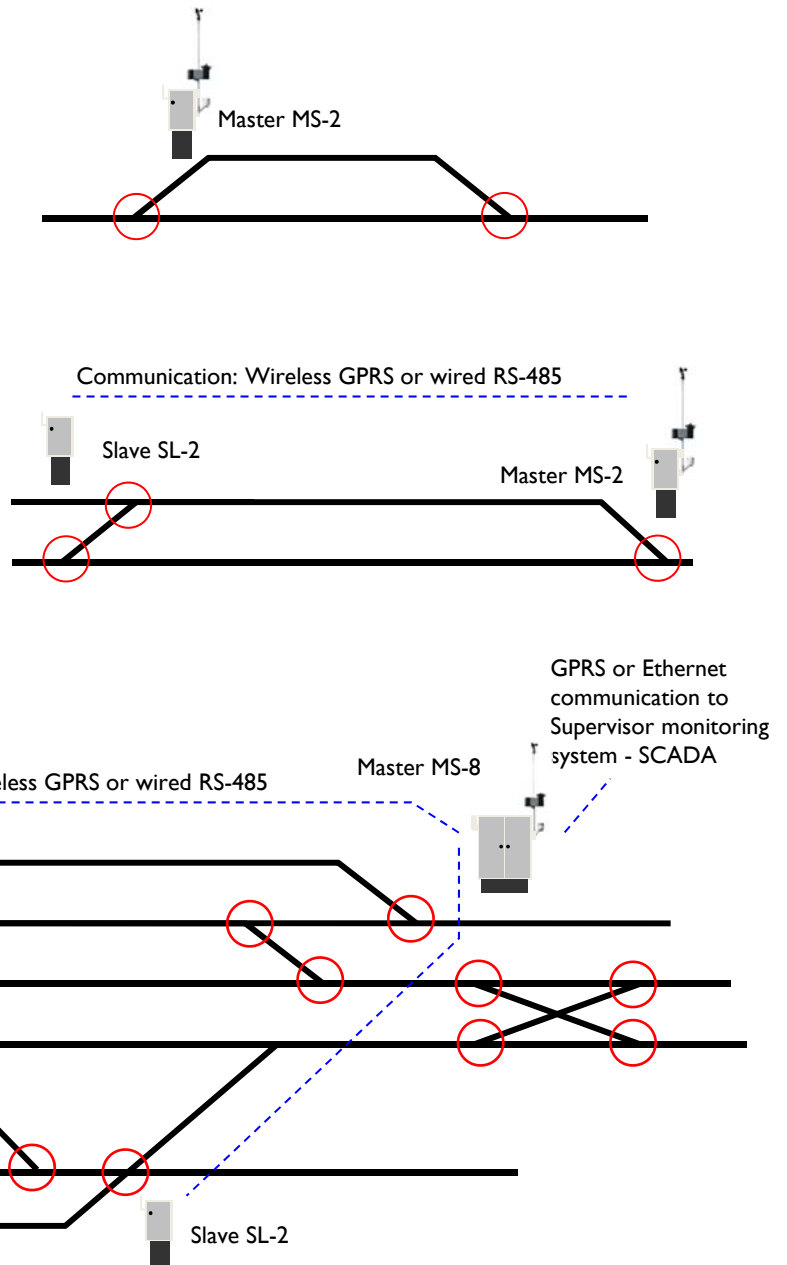 Master MS-2
Communication: Wireless GPRS or wired RS-485
Slave SL-2
Master MS-2
GPRS or Ethernet
communication to
Supervisor monitoring
system - SCADA
Master MS-8
eless GPRS or wired RS-485
Slave SL-2